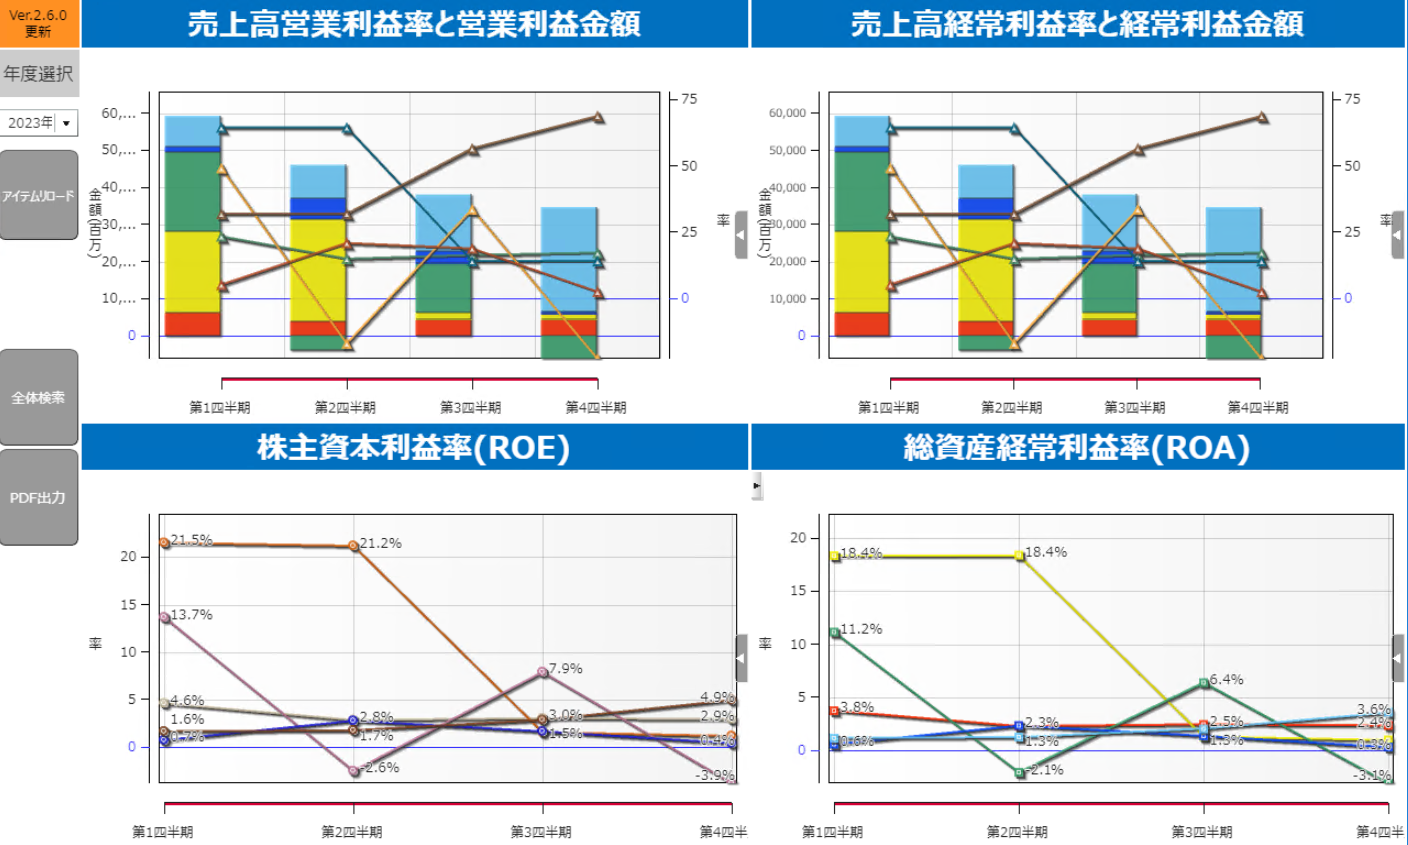 Ver.2.6.0
更新
年度選択
2023年
アイテムリロード
全体検索
PDF出力
売上高営業利益率と営業利益金額
60,...
50,...
40,...
30,...
20,...
10,...
0
金額(百万)
75
50
25
0
率
第1四半期
第2四半期
第3四半期
第4四半期
売上高経常利益率と経常利益金額
60,000
50,000
40,000
30,000
20,000
10,000
0
金額(百万)
75
50
25
0
率
第1四半期
第2四半期
第3四半期
第4四半期
株主資本利益率(ROE)
20
15
10
5
0
率
21.5%
21.2%
13.7%
7.9%
4.6%
4.9%
1.6%
2.8%
3.0%
2.9%
0.7%
1.7%
1.5%
-2.6%
-3.9%
第1四半期
第2四半期
第3四半期
第4四半
総資産経常利益率(ROA)
20
15
10
5
0
率
18.4%
18.4%
11.2%
6.4%
3.8%
3.6%
2.3%
2.5%
2.4%
0.6%
1.3%
1.3%
0.3%
-2.1%
-3.1%
第1四半期
第2四半期
第3四半期
第4四半